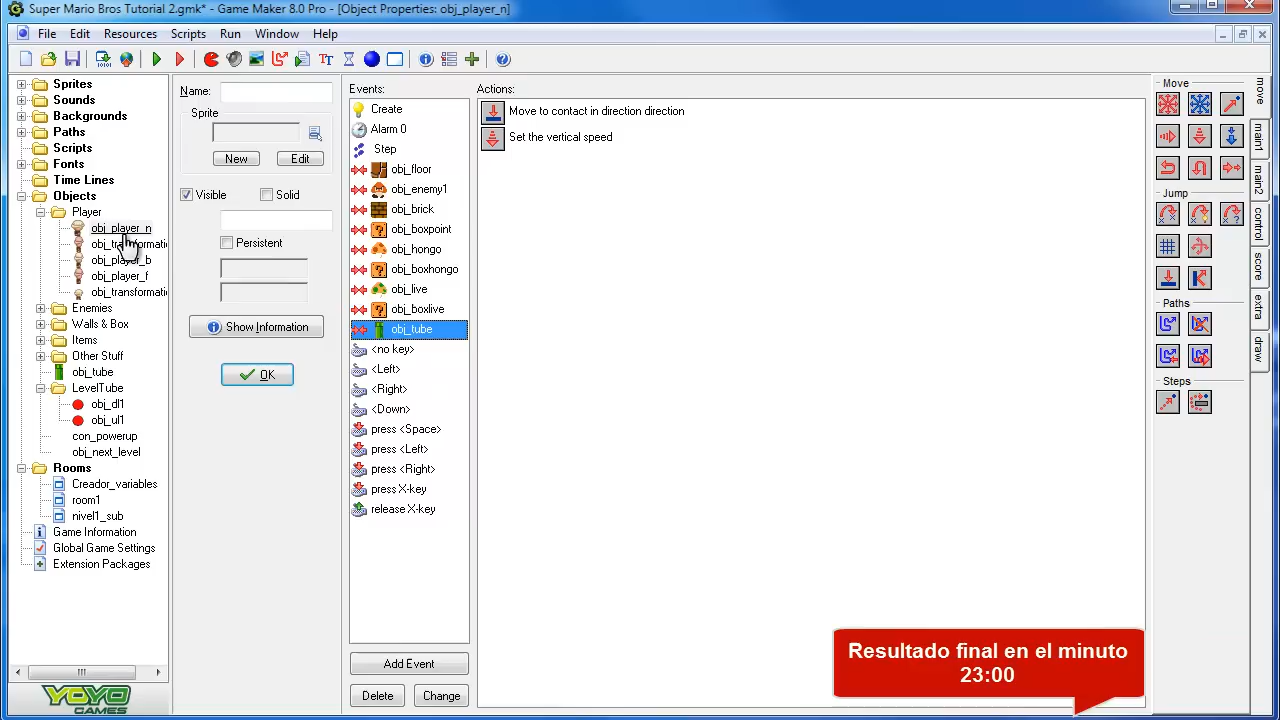 Super Mario Bros Tutorial 2.gmk* - Game Maker 8.0 Pro - [Object Properties: obj_player_n]
File Edit Resources Scripts Run Window Help
Sprites
Sounds
Backgrounds
Paths
Scripts
Fonts
Time Lines
Objects
Player
obj_player_n
obj_player_b
obj_player_f
obj_transformati
Enemies
Walls & Box
Items
Other Stuff
obj_tube
LevelTube
obj_dl1
obj_ul1
con_powerup
obj_next_level
Rooms
Creador_variables
room1
nivel1_sub
Game Information
Global Game Settings
Extension Packages
YOYO
GAMES
Name:
Sprite
New Edit
Visible Solid
Persistent
Show Information
OK
Events:
Create
Alarm 0
Step
obj_floor
obj_enemy1
obj_brick
obj_boxpoint
obj_hongo
obj_boxhongo
obj_live
obj_boxlive
obj_tube
<no key>
<Left>
<Right>
<Down>
press <Space>
press <Left>
press <Right>
press X-key
release X-key
Add Event
Delete Change
Actions:
Move to contact in direction direction
Set the vertical speed
Resultado final en el minuto
23:00
Move
Jump
Paths
Steps
move
main1
main2
control
score
extra
draw